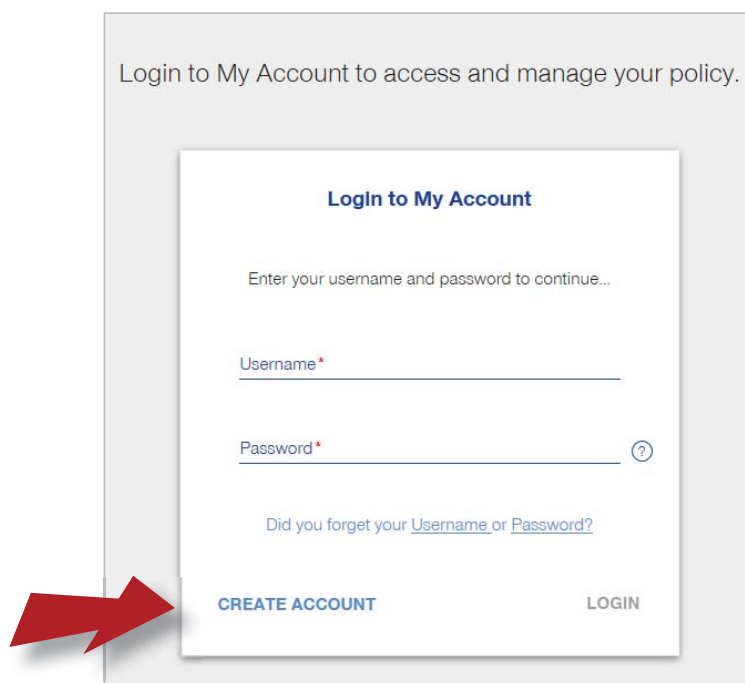 Login to My Account to access and manage your policy.
LogIn to My Account
Enter your username and password to continue...
Username*
Password*
?
Did you forget your Username or Password?
CREATE ACCOUNT
LOGIN